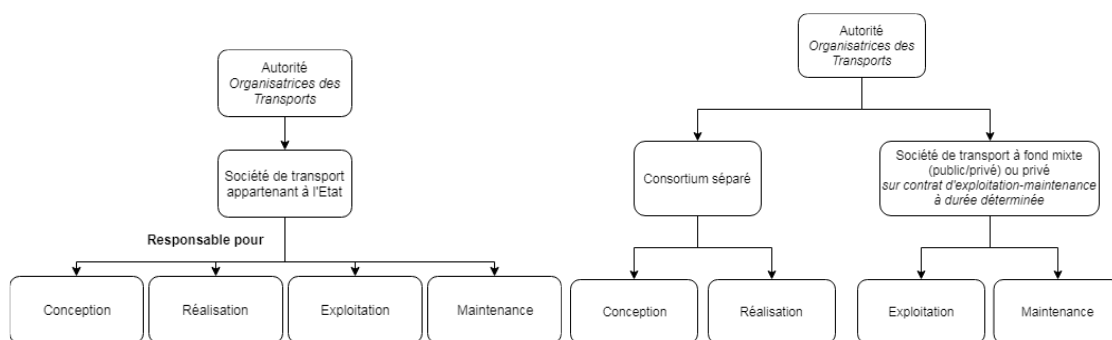 Autorité
Organisatrices des
Transports
Société de transport
appartenant à l'Etat
Responsable pour
Conception
Réalisation
Exploitation
Maintenance
Autorité
Organisatrices des
Transports
Consortium séparé
Société de transport à fond mixte
(public/privé) ou privé
sur contrat d'exploitation-maintenance
à durée déterminée
Conception
Réalisation
Exploitation
Maintenance